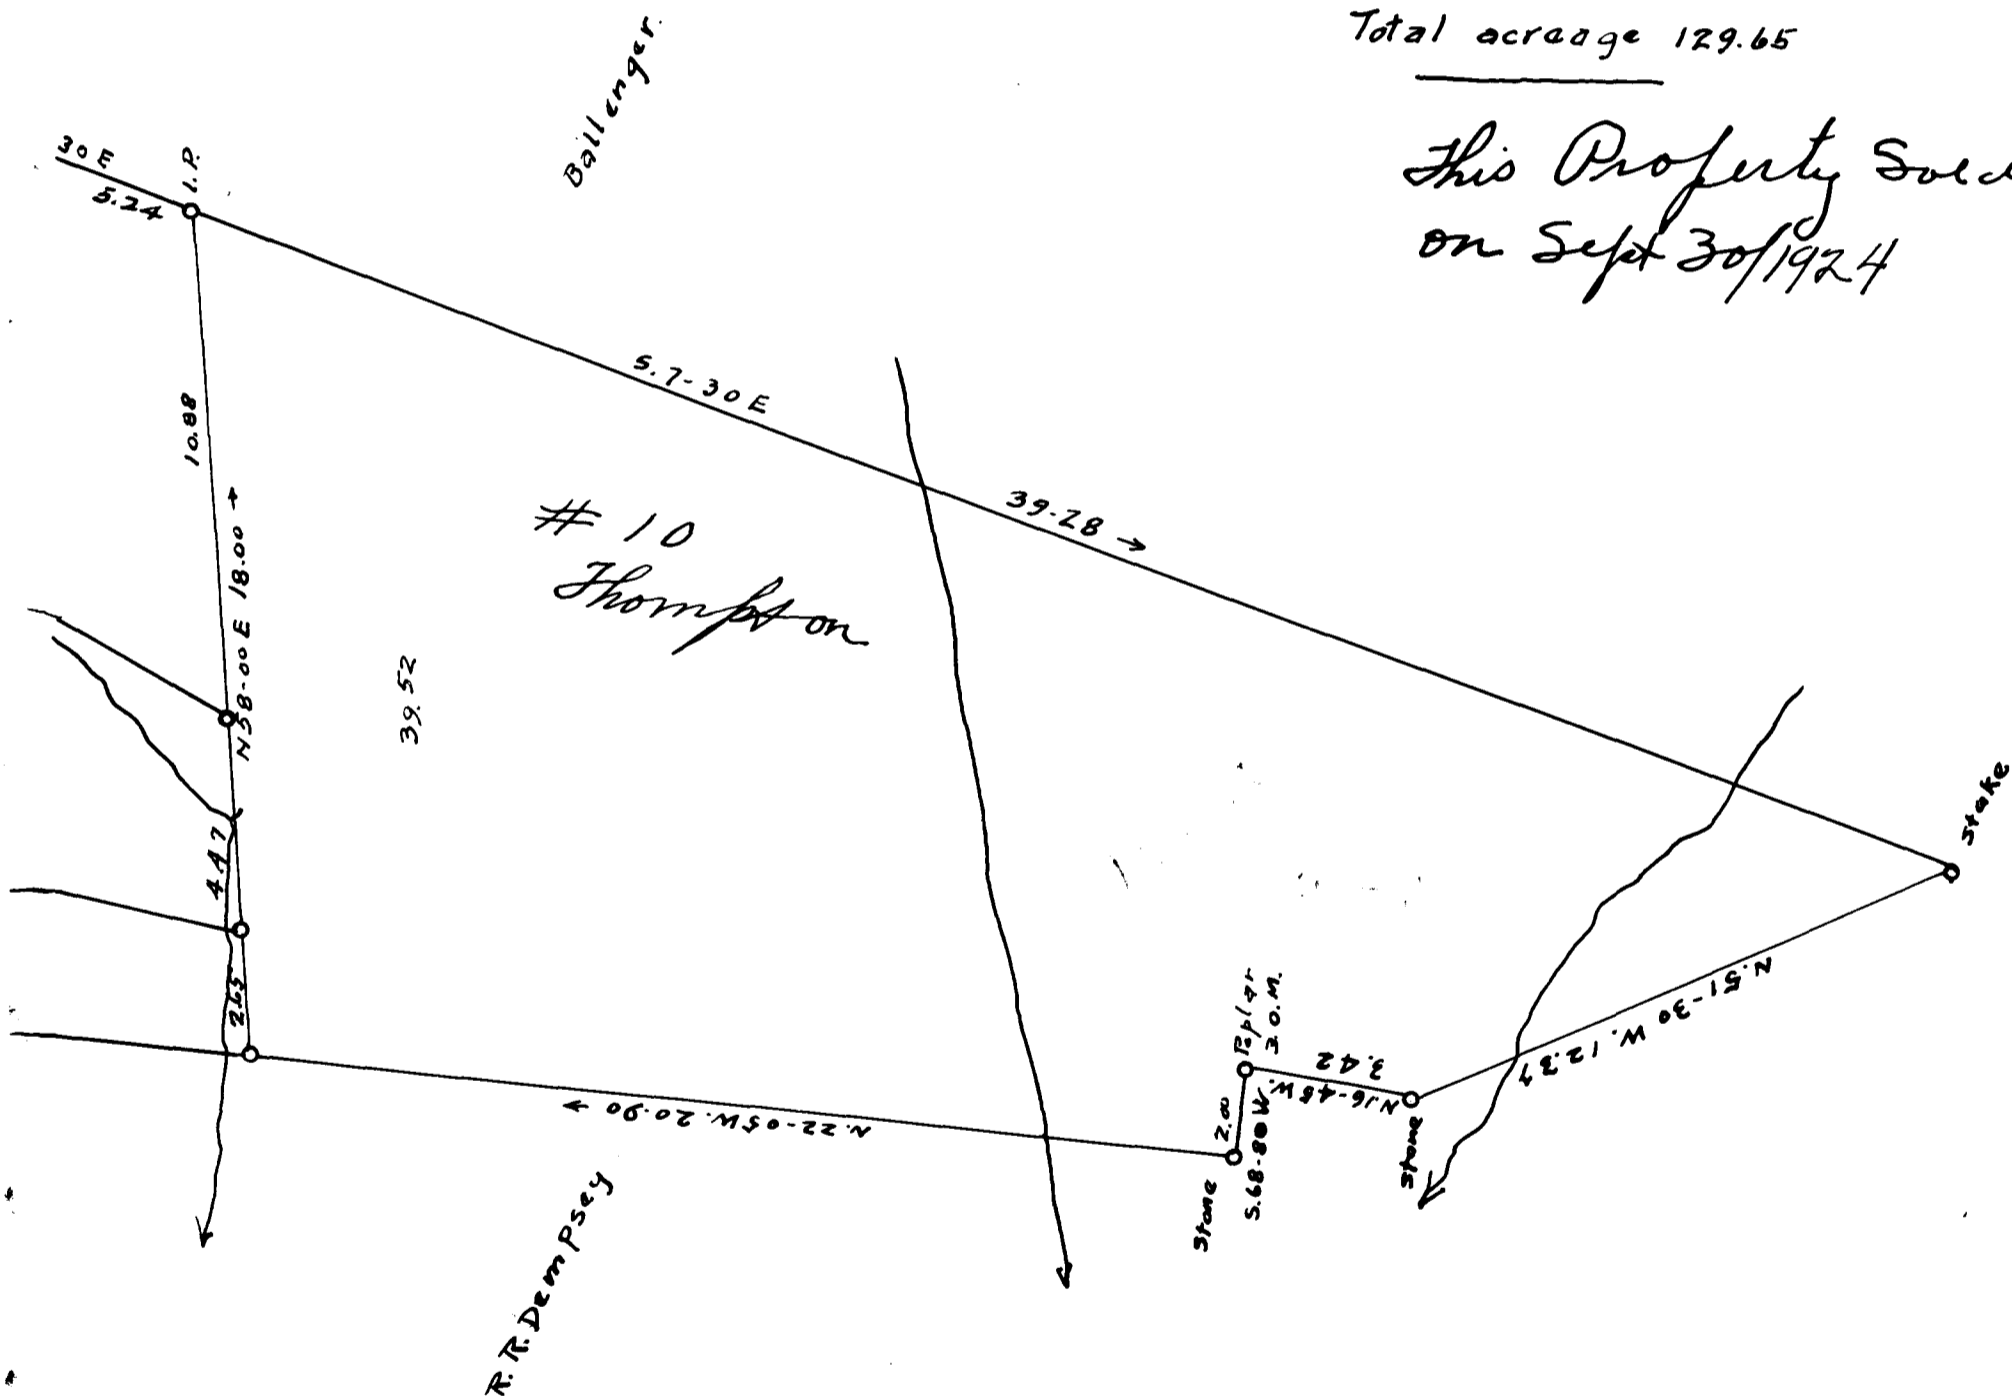 Total acreage 129.65
This Property Sold
on Sept 30/1924
Ballenger.
30 E
5.24
I.P.
10.88
S.7-30 E
39.28 →
# 10
Thompston
39.52
N58-00 E 18.00 →
4.47
2.65
N.22-05W. 20.90 →
R.R. Dempsey
Stone
2.00
S.68-80 W.
Poplar
3.O.M.
3.42
N.16-45W.
Stone
N.51-30 W. 12.37
Stake